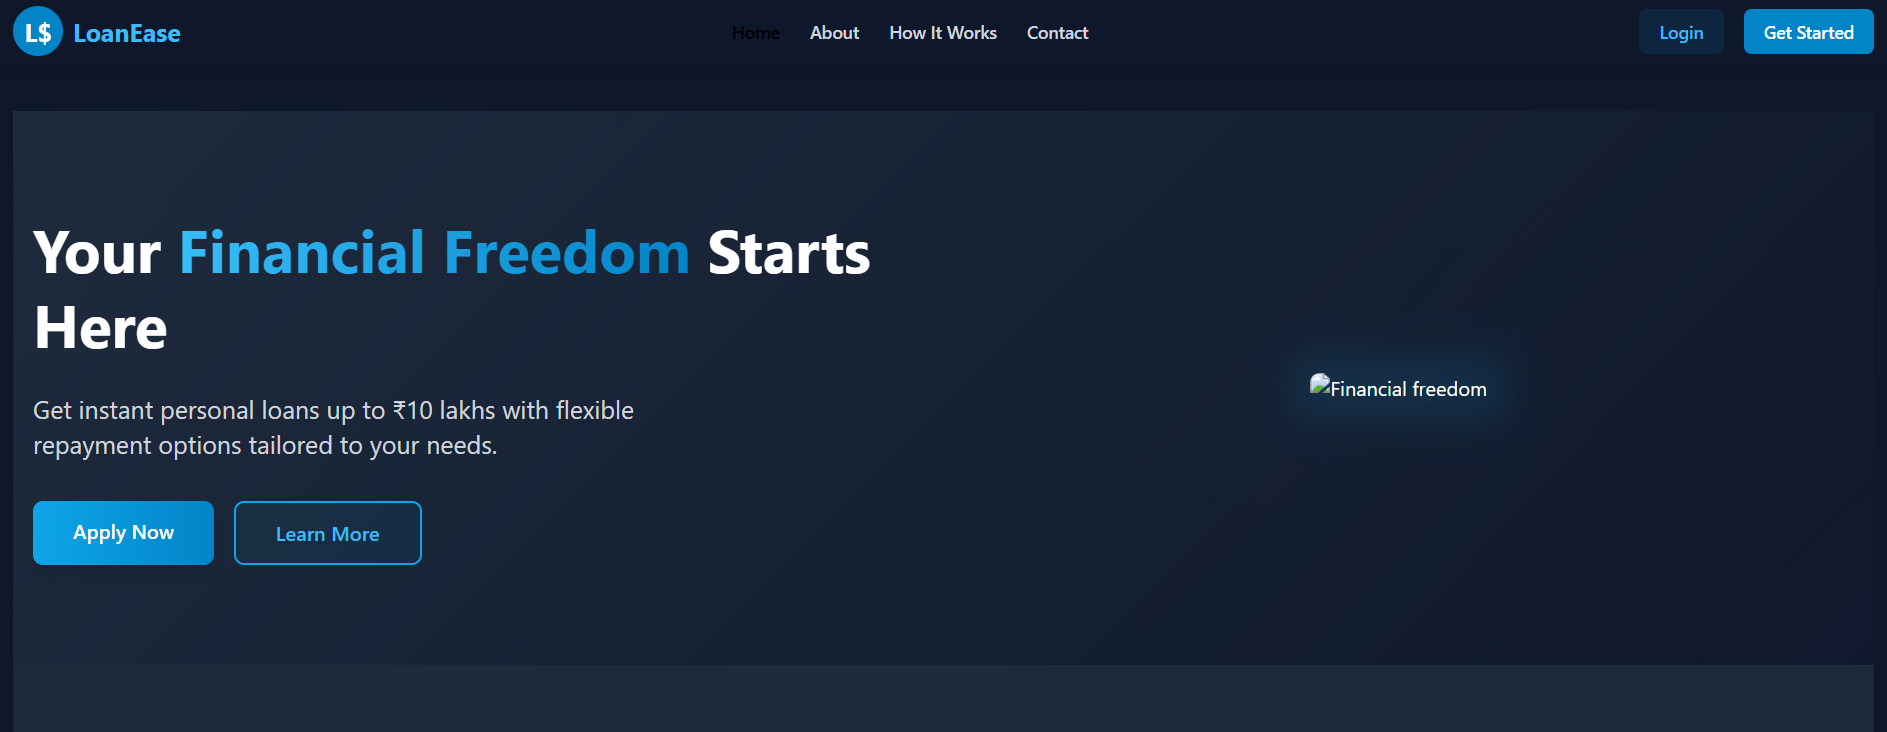 L$ LoanEase Home About How It Works Contact Login Get Started
Your Financial Freedom Starts
Here
Financial freedom
Get instant personal loans up to ₹10 lakhs with flexible
repayment options tailored to your needs.
Apply Now Learn More